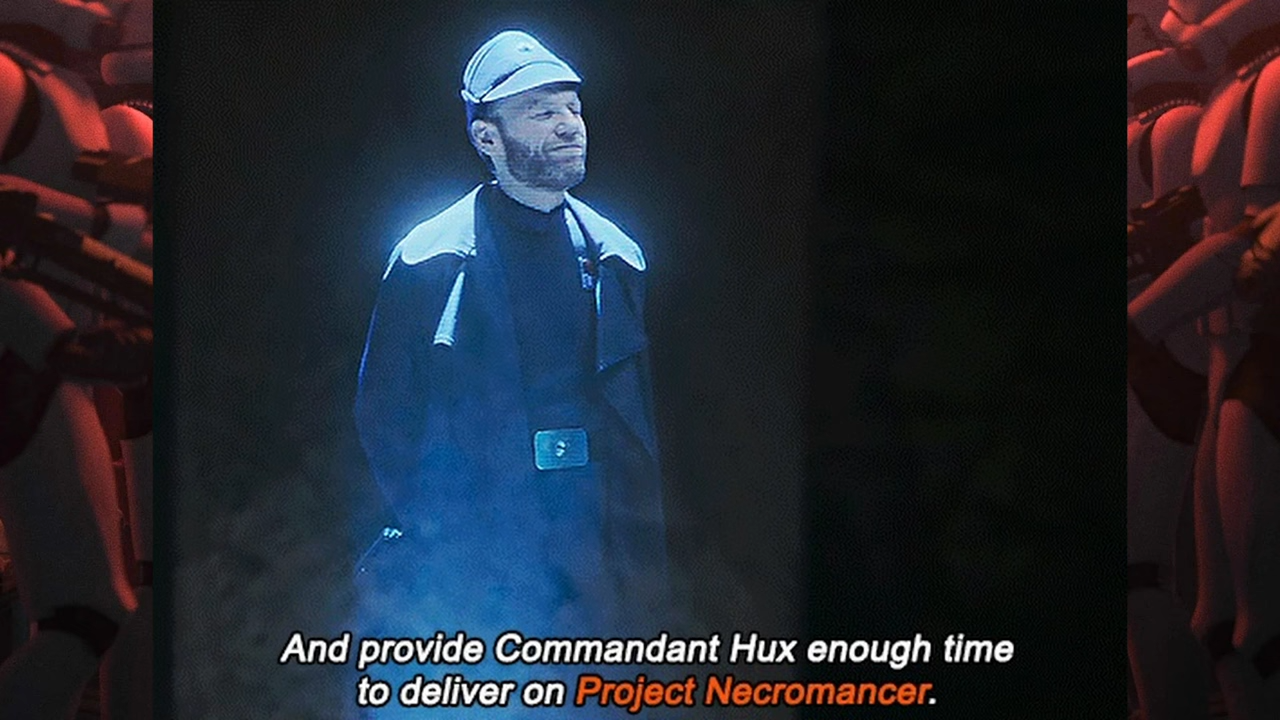 And provide Commandant Hux enough time
to deliver on Project Necromancer.